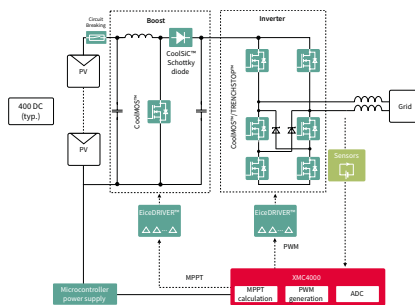 Circuit
Breaking
Boost
Inverter
PV
CoolSiC™
Schottky
diode
CoolMOS™
CoolMOS™/TRENCHSTOP™
400 DC
(typ.)
Grid
PV
Sensors
EiceDRIVER™
EiceDRIVER™
PWM
MPPT
Microcontroller
power supply
XMC4000
MPPT
calculation
PWM
generation
ADC